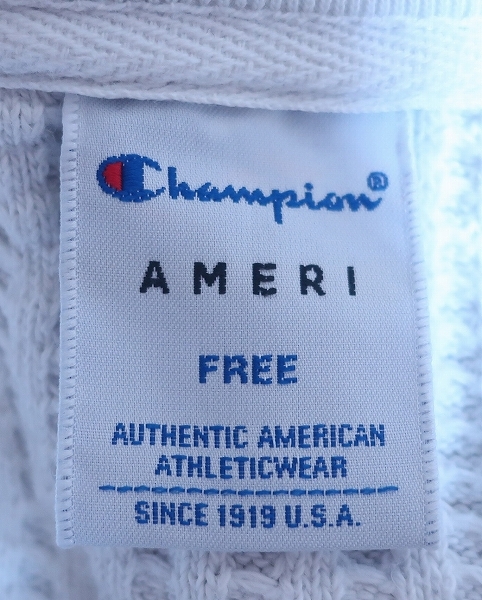 Champion®
AMERI
FREE
AUTHENTIC AMERICAN
ATHLETICWEAR
SINCE 1919 U.S.A.